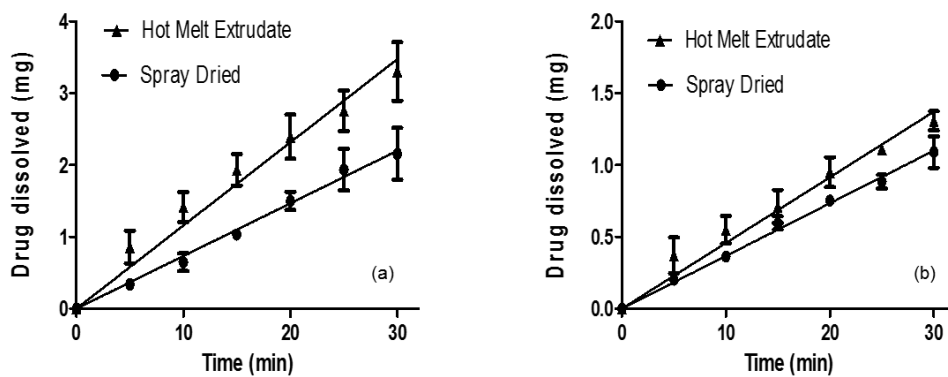 4
3
2
1
0
Drug dissolved (mg)
Hot Melt Extrudate
Spray Dried
(a)
0 10 20 30
Time (min)
2.0
1.5
1.0
0.5
0.0
Drug dissolved (mg)
Hot Melt Extrudate
Spray Dried
(b)
0 10 20 30
Time (min)